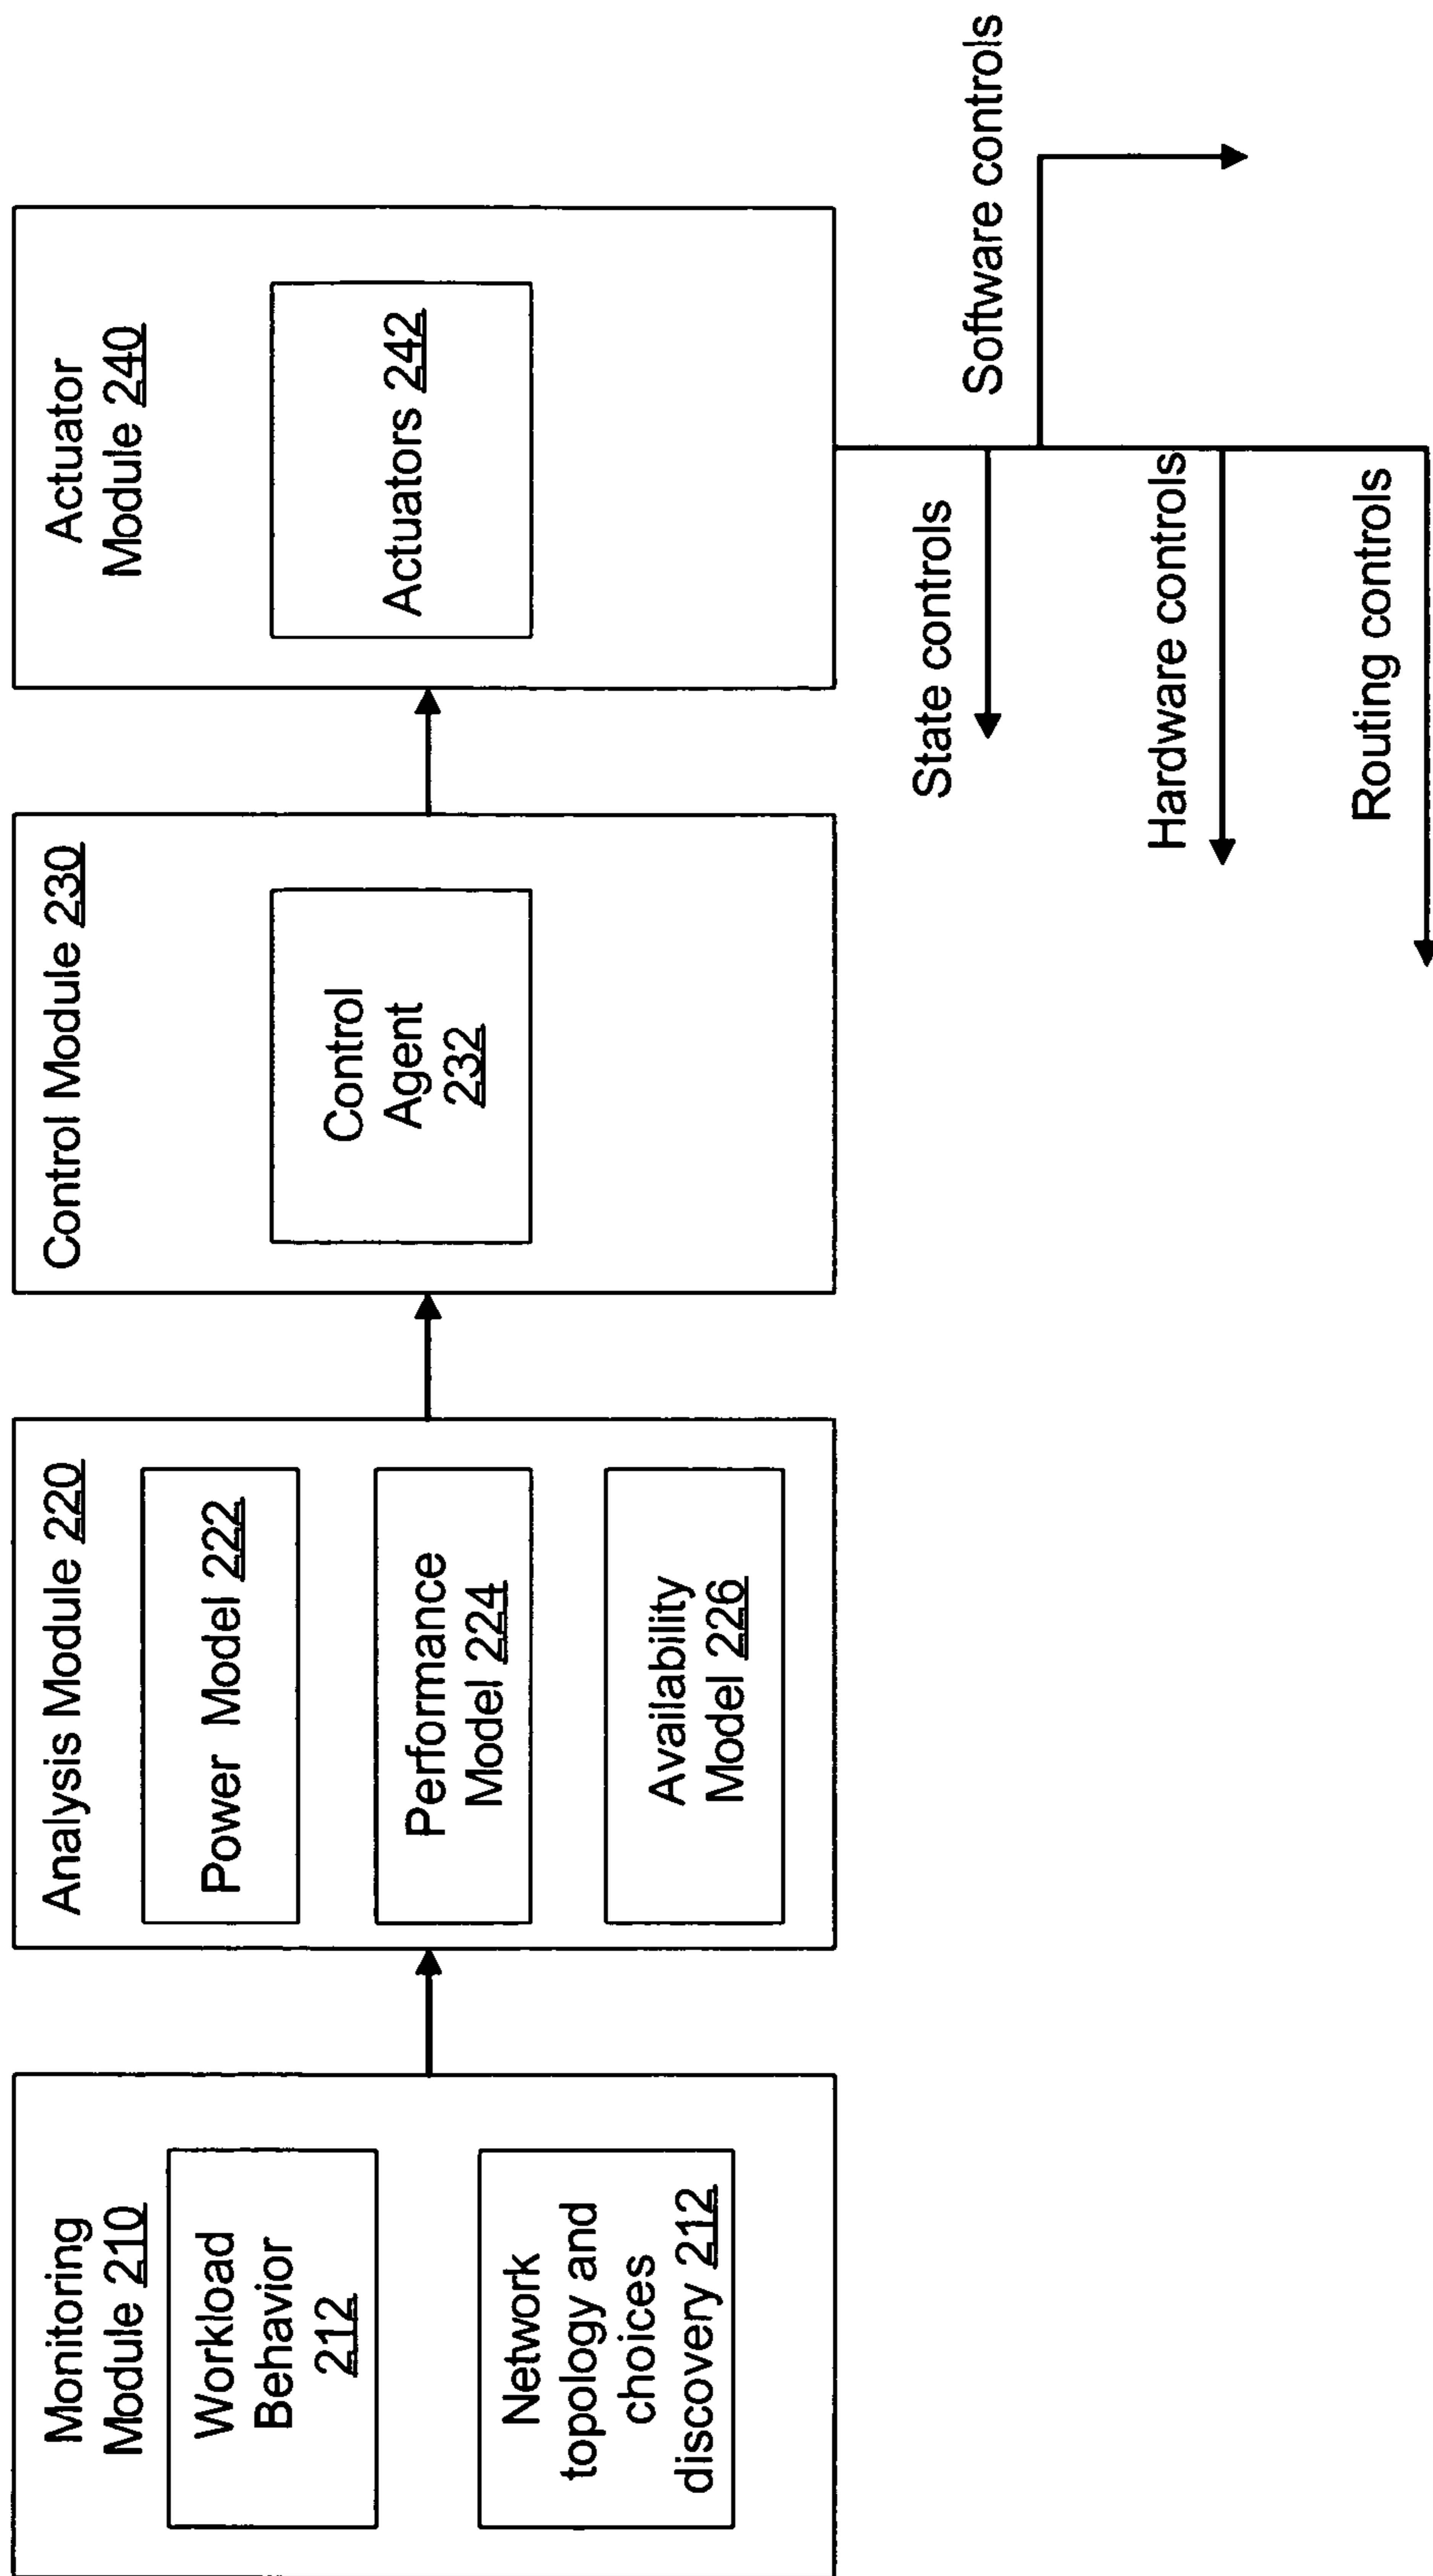 Monitoring
Module 210
Workload
Behavior
212
Network
topology and
choices
discovery 212
Analysis Module 220
Power Model 222
Performance
Model 224
Availability
Model 226
Control Module 230
Control
Agent
232
Actuator
Module 240
Actuators 242
State controls
Software controls
Hardware controls
Routing controls